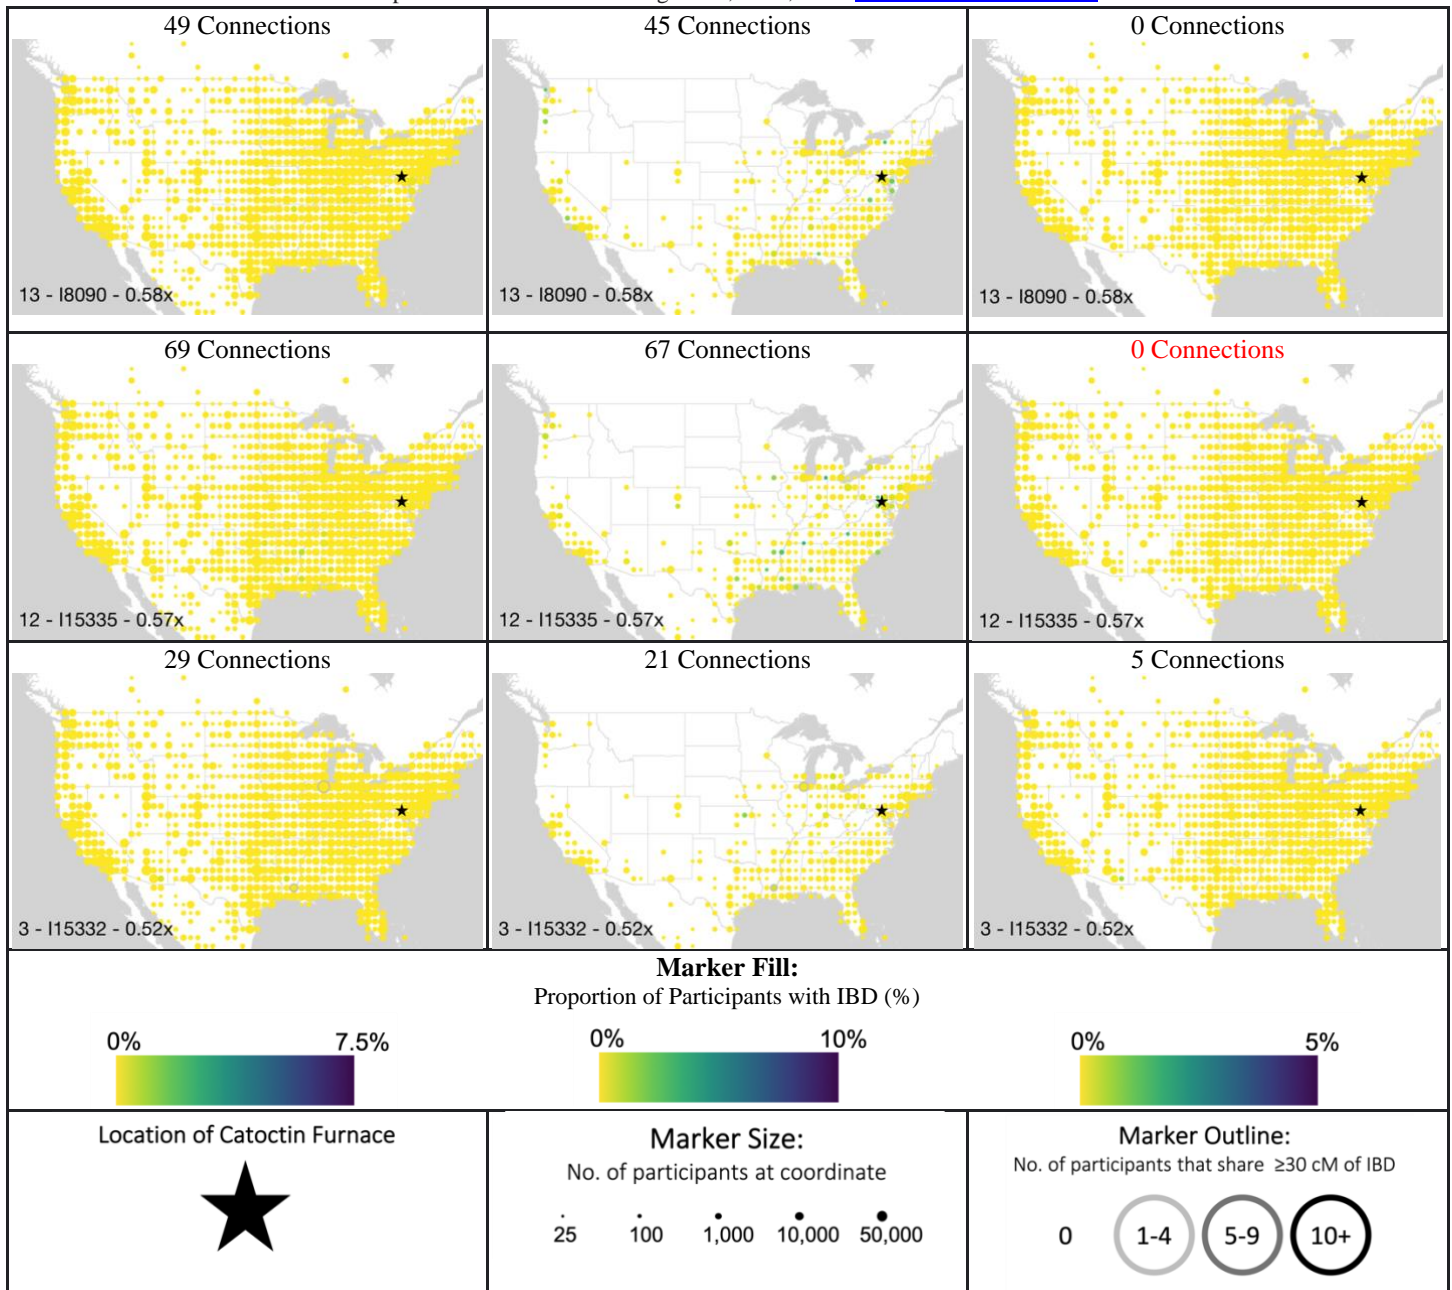 49 Connections
45 Connections
0 Connections
13 - I8090 - 0.58x
13 - I8090 - 0.58x
13 - I8090 - 0.58x
69 Connections
67 Connections
0 Connections
12 - I15335 - 0.57x
12 - I15335 - 0.57x
12 - I15335 - 0.57x
29 Connections
21 Connections
5 Connections
3 - I15332 - 0.52x
3 - I15332 - 0.52x
3 - I15332 - 0.52x
Marker Fill:
Proportion of Participants with IBD (%)
0% 7.5%
0% 10%
0% 5%
Location of Catoctin Furnace
Marker Size:
No. of participants at coordinate
25 100 1,000 10,000 50,000
Marker Outline:
No. of participants that share ≥30 cM of IBD
0 1-4 5-9 10+